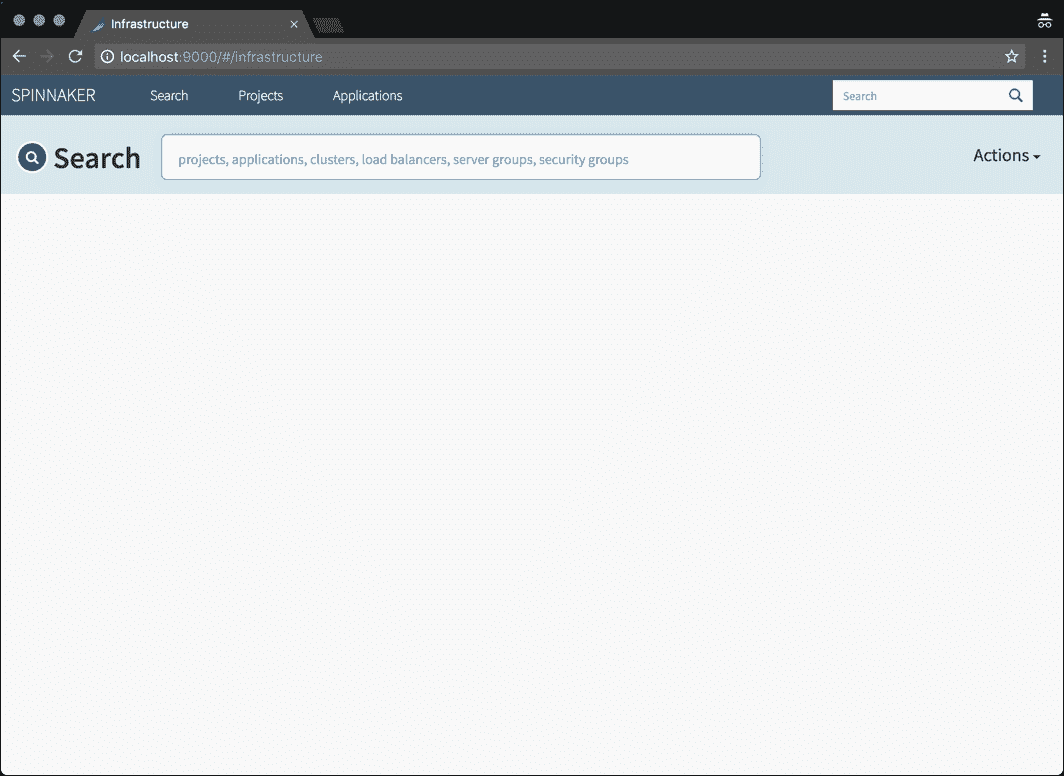 Infrastructure
localhost:9000/#/infrastructure
SPINNAKER Search Projects Applications Search
Search projects, applications, clusters, load balancers, server groups, security groups Actions